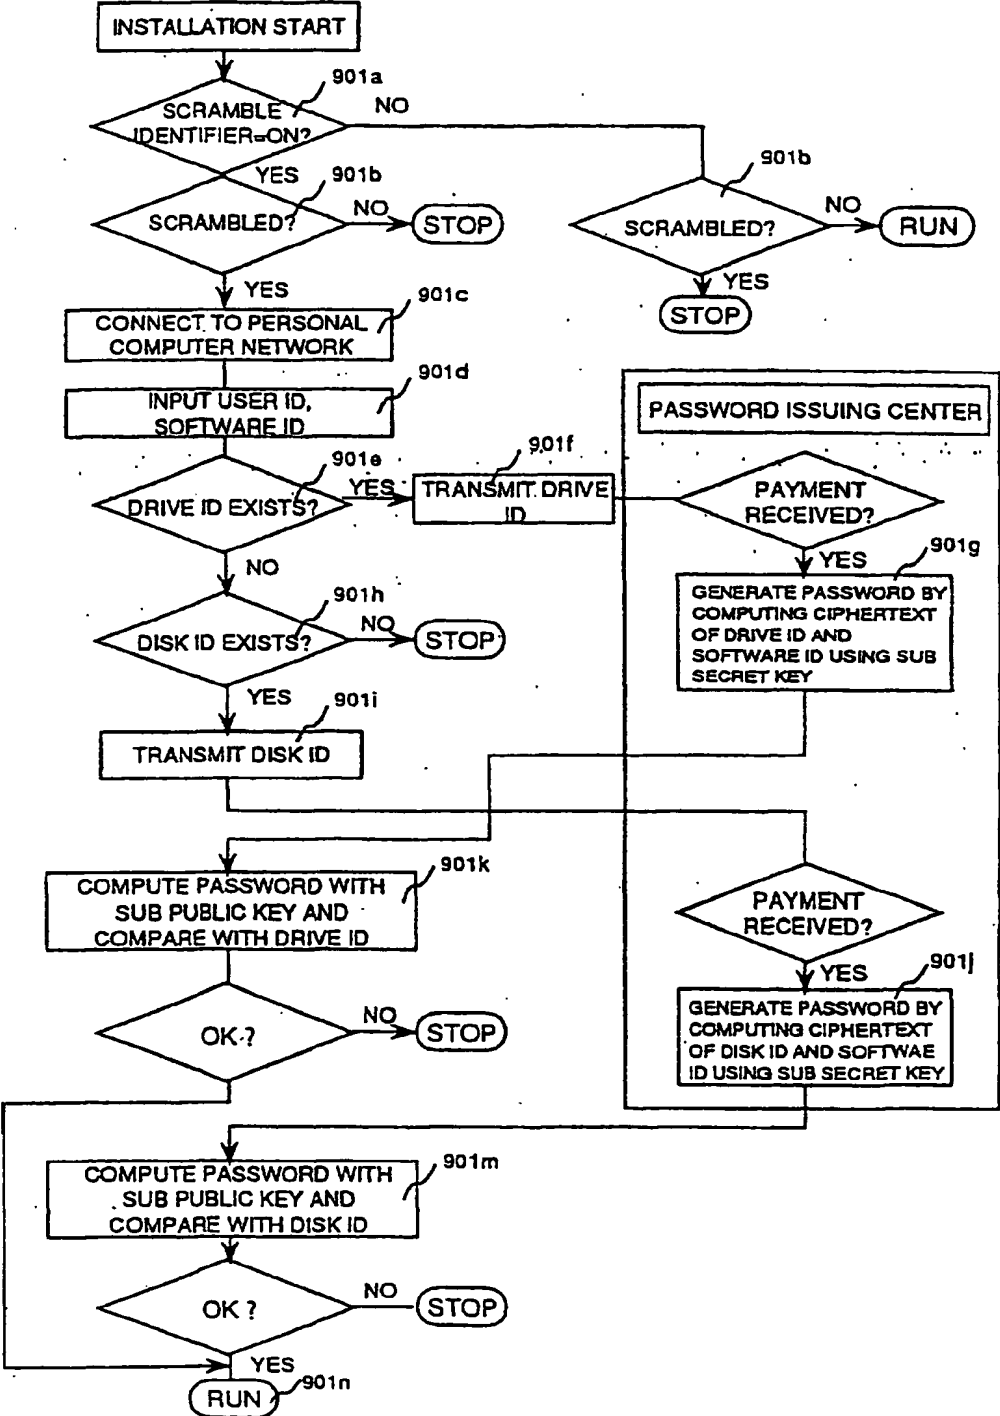 INSTALLATION START
901a
SCRAMBLE
IDENTIFIER=ON?
NO
YES
901b
SCRAMBLED?
NO
STOP
901b
SCRAMBLED?
NO
RUN
YES
STOP
YES
901c
CONNECT TO PERSONAL
COMPUTER NETWORK
901d
INPUT USER ID,
SOFTWARE ID
PASSWORD ISSUING CENTER
901e
DRIVE ID EXISTS?
YES
901f
TRANSMIT DRIVE
ID
PAYMENT
RECEIVED?
NO
YES
901g
GENERATE PASSWORD BY
COMPUTING CIPHERTEXT
OF DRIVE ID AND
SOFTWARE ID USING SUB
SECRET KEY
901h
DISK ID EXISTS?
NO
STOP
YES
901i
TRANSMIT DISK ID
901k
COMPUTE PASSWORD WITH
SUB PUBLIC KEY AND
COMPARE WITH DRIVE ID
PAYMENT
RECEIVED?
YES
901j
GENERATE PASSWORD BY
COMPUTING CIPHERTEXT
OF DISK ID AND SOFTWAE
ID USING SUB SECRET KEY
OK ?
NO
STOP
901m
COMPUTE PASSWORD WITH
SUB PUBLIC KEY AND
COMPARE WITH DISK ID
OK ?
NO
STOP
YES
RUN
901n